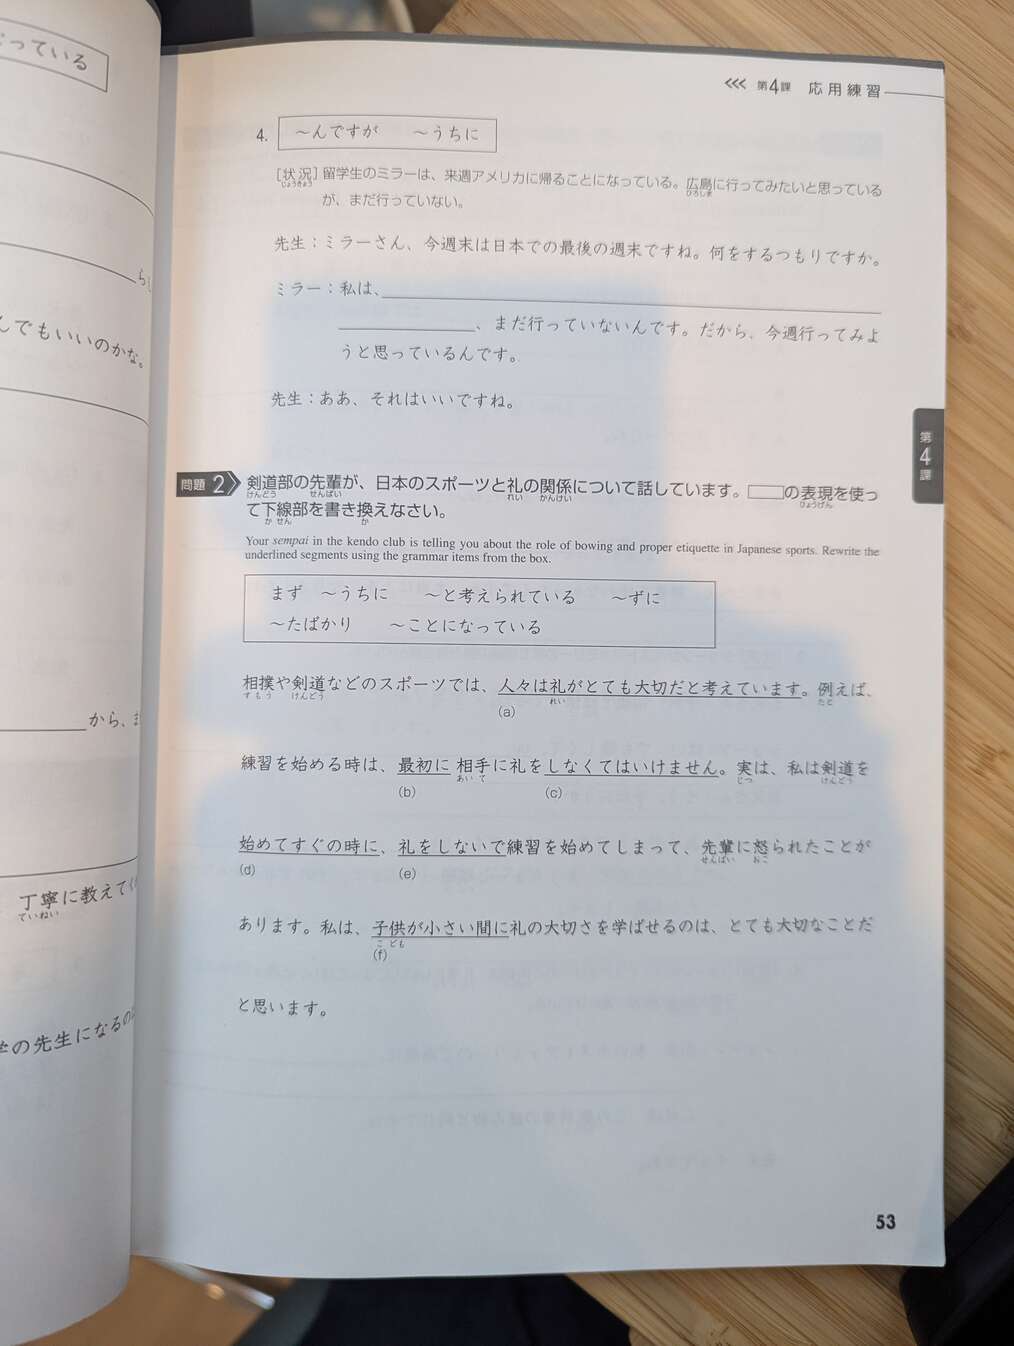 っている
ら
んでもいいのかな。
から、ま
丁寧に教えてく
ていねい
学の先生になるの
<<< 第4課 応用練習
4. 〜んですが 〜うちに
[状況] 留学生のミラーは、来週アメリカに帰ることになっている。広島に行ってみたいと思っている
じょうきょう ひろしま
が、まだ行っていない。
先生：ミラーさん、今週末は日本での最後の週末ですね。何をするつもりですか。
ミラー：私は、
、まだ行っていないんです。だから、今週行ってみよ
うと思っているんです。
先生：ああ、それはいいですね。
第4課
問題2 剣道部の先輩が、日本のスポーツと礼の関係について話しています。の表現を使っ
けんどう せんぱい れい かんけい ひょうげん
て下線部を書き換えなさい。
か せん か
Your sempai in the kendo club is telling you about the role of bowing and proper etiquette in Japanese sports. Rewrite the
underlined segments using the grammar items from the box.
まず 〜うちに 〜と考えられている 〜ずに
〜たばかり 〜ことになっている
相撲や剣道などのスポーツでは、人々は礼がとても大切だと考えています。例えば、
すもう けんどう れい たと
(a)
練習を始める時は、最初に 相手に礼をしなくてはいけません。実は、私は剣道を
あいて じつ けんどう
(b) (c)
始めてすぐの時に、礼をしないで練習を始めてしまって、先輩に怒られたことが
せんぱい おこ
(d) (e)
あります。私は、子供が小さい間に礼の大切さを学ばせるのは、とても大切なことだ
こども
(f)
と思います。
53